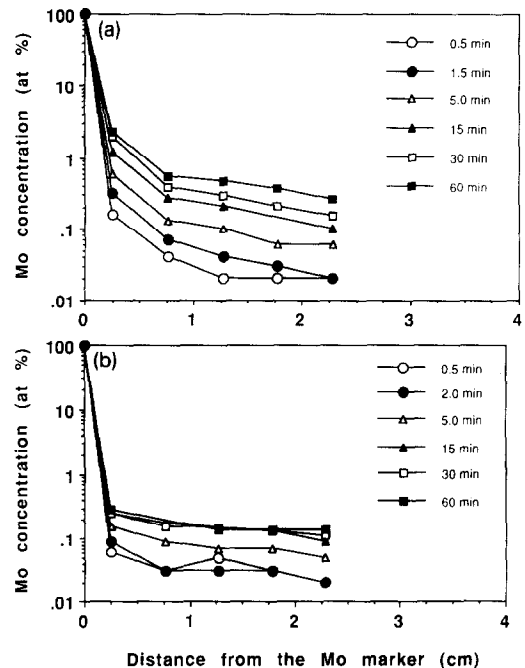 (a)
Mo concentration (at %)
100
10
1
.1
.01
0
1
2
3
4
0.5 min
1.5 min
5.0 min
15 min
30 min
60 min
(b)
Mo concentration (at %)
100
10
1
.1
.01
0
1
2
3
4
0.5 min
2.0 min
5.0 min
15 min
30 min
60 min
Distance from the Mo marker (cm)